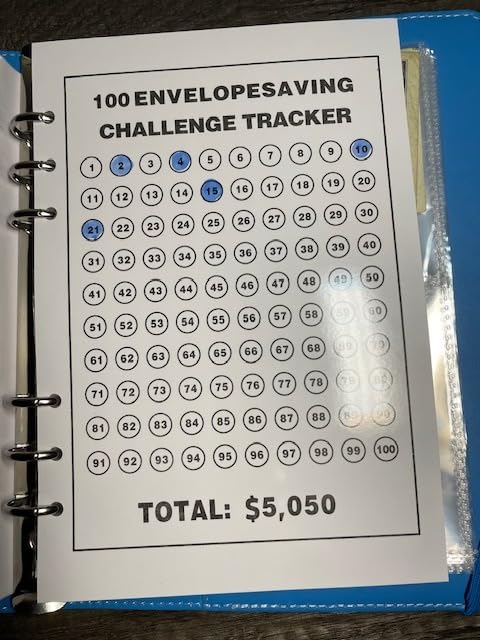 100 ENVELOPESAVING
CHALLENGE TRACKER
1 2 3 4 5 6 7 8 9 10
11 12 13 14 15 16 17 18 19 20
21 22 23 24 25 26 27 28 29 30
31 32 33 34 35 36 37 38 39 40
41 42 43 44 45 46 47 48 49 50
51 52 53 54 55 56 57 58 59 60
61 62 63 64 65 66 67 68 69 70
71 72 73 74 75 76 77 78 79 80
81 82 83 84 85 86 87 88 89 90
91 92 93 94 95 96 97 98 99 100
TOTAL: $5,050